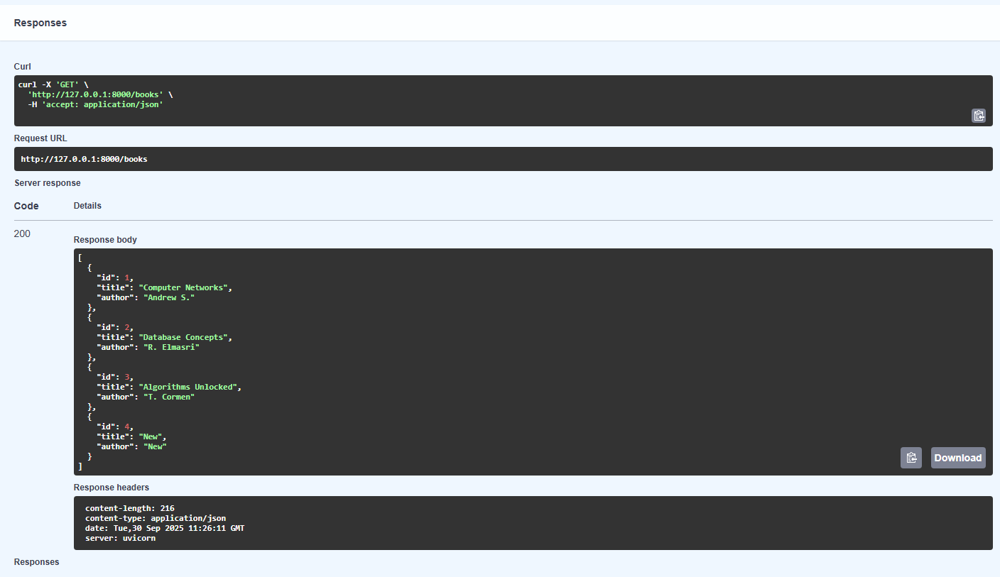 Responses
Curl
curl -X 'GET' \
  'http://127.0.0.1:8000/books' \
  -H 'accept: application/json'
Request URL
http://127.0.0.1:8000/books
Server response
Code Details
200
Response body
[
  {
    "id": 1,
    "title": "Computer Networks",
    "author": "Andrew S."
  },
  {
    "id": 2,
    "title": "Database Concepts",
    "author": "R. Elmasri"
  },
  {
    "id": 3,
    "title": "Algorithms Unlocked",
    "author": "T. Cormen"
  },
  {
    "id": 4,
    "title": "New",
    "author": "New"
  }
]
Download
Response headers
content-length: 216
content-type: application/json
date: Tue,30 Sep 2025 11:26:11 GMT
server: uvicorn
Responses